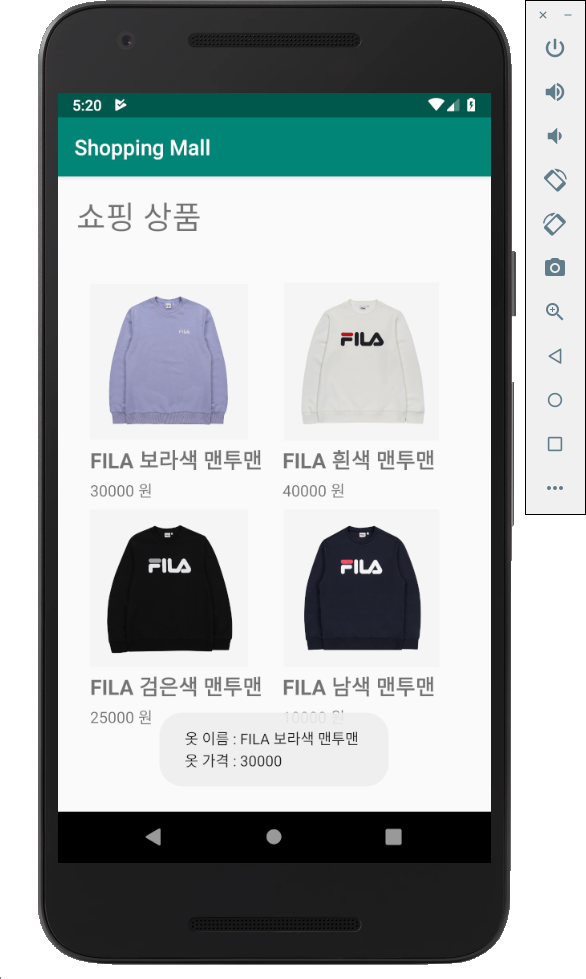 5:20
Shopping Mall
쇼핑 상품
FILA
FILA
FILA 보라색 맨투맨
FILA 흰색 맨투맨
30000 원
40000 원
FILA
FILA
FILA 검은색 맨투맨
FILA 남색 맨투맨
25000 원
10000 원
옷 이름 : FILA 보라색 맨투맨
옷 가격 : 30000